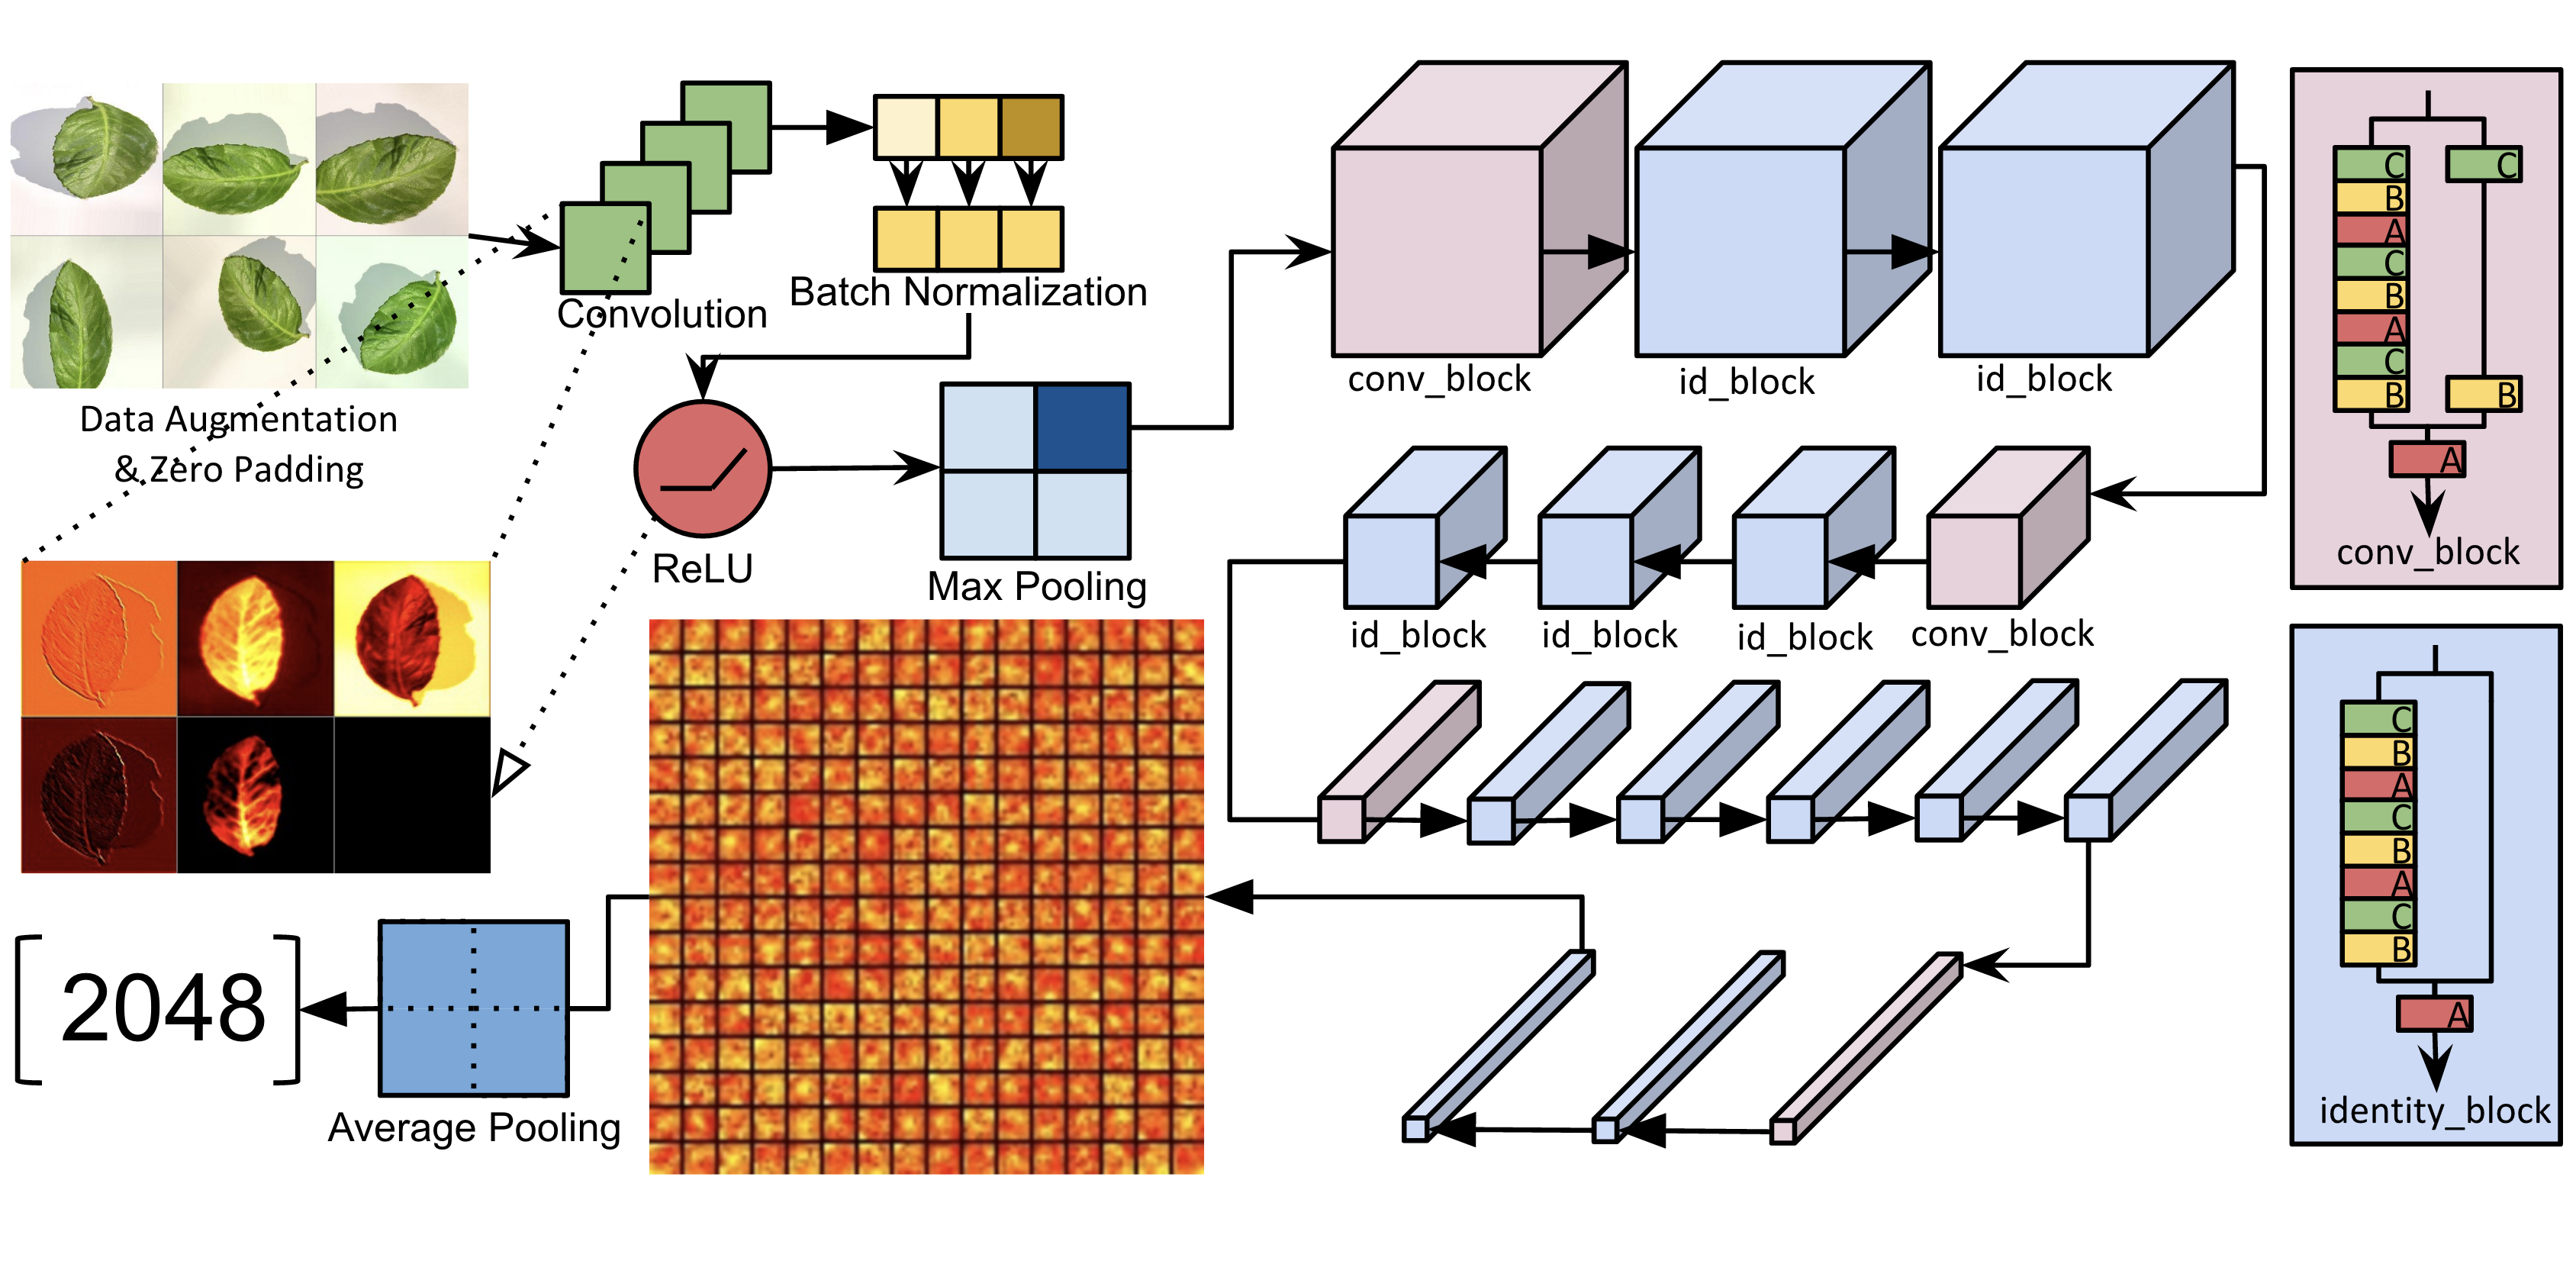 Data Augmentation
& Zero Padding
Convolution
Batch Normalization
ReLU
Max Pooling
conv_block
id_block
id_block
id_block
id_block
id_block
conv_block
C
B
A
C
B
A
C
B
C
B
A
conv_block
C
B
A
C
B
A
C
B
A
identity_block
2048
Average Pooling